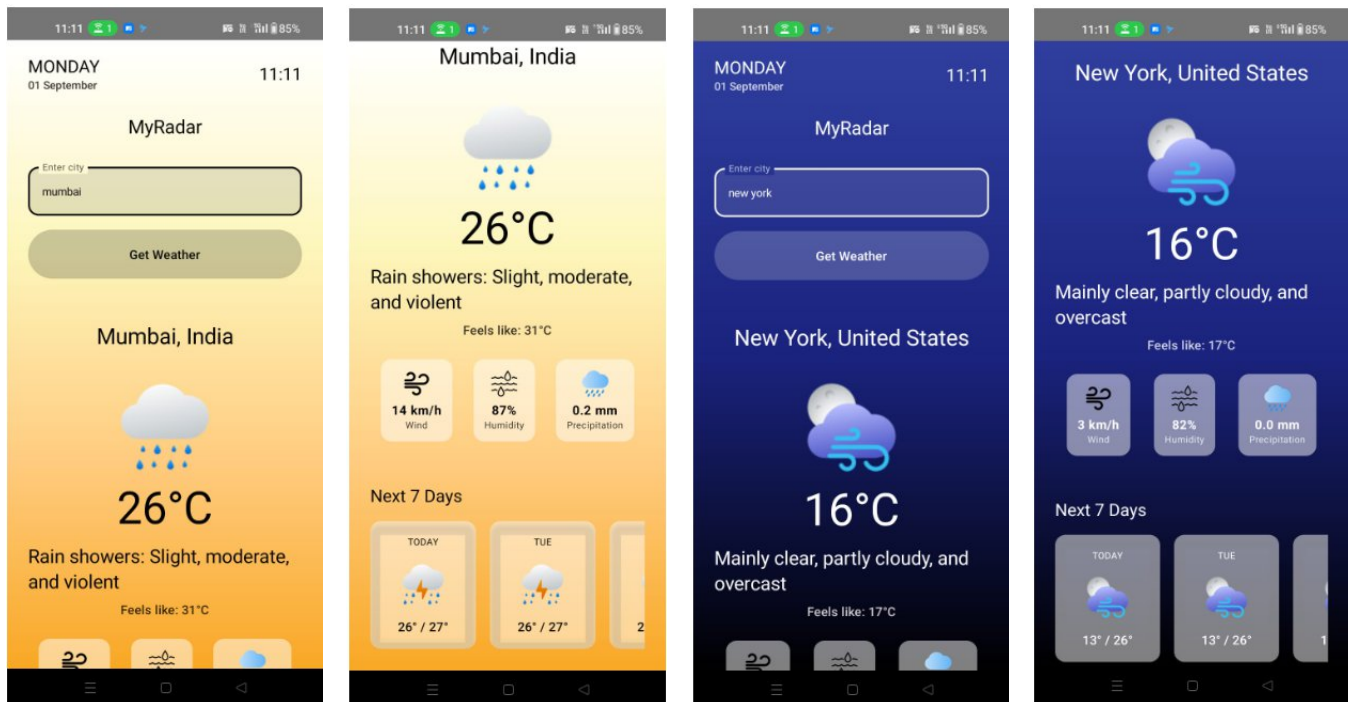 11:11 1 85%
MONDAY
01 September
11:11
MyRadar
Enter city
mumbai
Get Weather
Mumbai, India
26°C
Rain showers: Slight, moderate,
and violent
Feels like: 31°C
11:11 1 85%
Mumbai, India
26°C
Rain showers: Slight, moderate,
and violent
Feels like: 31°C
14 km/h 87% 0.2 mm
Wind Humidity Precipitation
Next 7 Days
TODAY TUE
26° / 27° 26° / 27° 2
11:11 1 85%
MONDAY
01 September
11:11
MyRadar
Enter city
new york
Get Weather
New York, United States
16°C
Mainly clear, partly cloudy, and
overcast
Feels like: 17°C
11:11 1 85%
New York, United States
16°C
Mainly clear, partly cloudy, and
overcast
Feels like: 17°C
3 km/h 82% 0.0 mm
Wind Humidity Precipitation
Next 7 Days
TODAY TUE
13° / 26° 13° / 26° 1